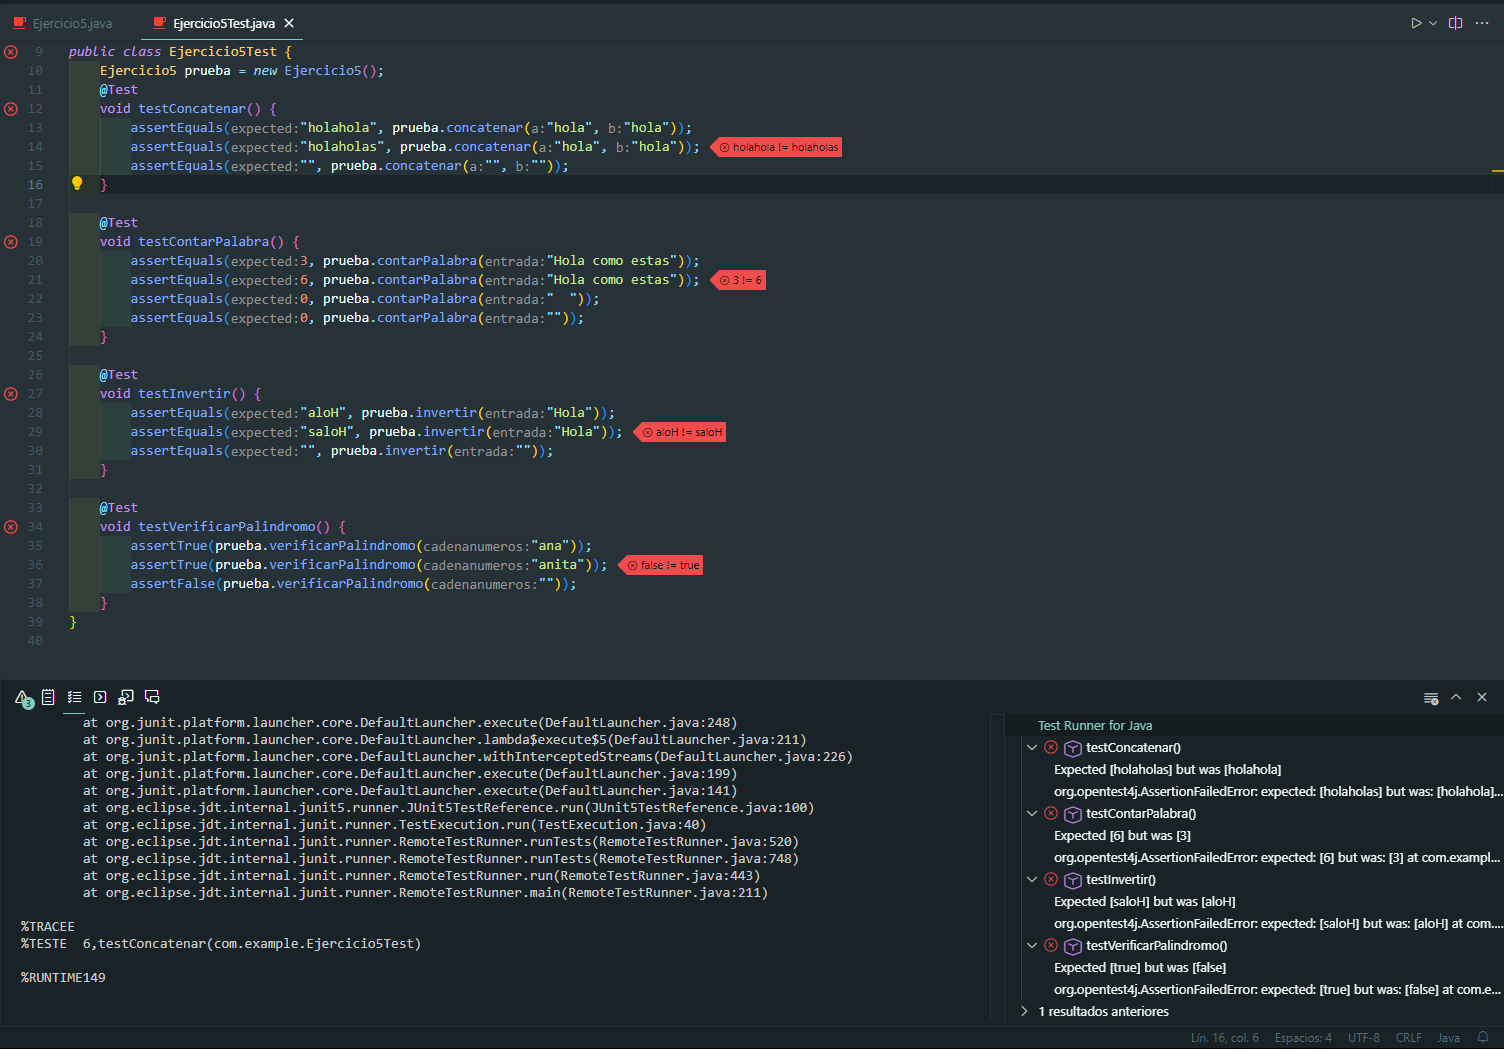 Ejercicio5.java
Ejercicio5Test.java
9 public class Ejercicio5Test {
10 Ejercicio5 prueba = new Ejercicio5();
11 @Test
12 void testConcatenar() {
13 assertEquals(expected:"holahola", prueba.concatenar(a:"hola", b:"hola"));
14 assertEquals(expected:"holaholas", prueba.concatenar(a:"hola", b:"hola")); holahola != holaholas
15 assertEquals(expected:"", prueba.concatenar(a:"", b:""));
16 }
17
18 @Test
19 void testContarPalabra() {
20 assertEquals(expected:3, prueba.contarPalabra(entrada:"Hola como estas"));
21 assertEquals(expected:6, prueba.contarPalabra(entrada:"Hola como estas")); 3 != 6
22 assertEquals(expected:0, prueba.contarPalabra(entrada:"  "));
23 assertEquals(expected:0, prueba.contarPalabra(entrada:""));
24 }
25
26 @Test
27 void testInvertir() {
28 assertEquals(expected:"aloH", prueba.invertir(entrada:"Hola"));
29 assertEquals(expected:"saloH", prueba.invertir(entrada:"Hola")); aloH != saloH
30 assertEquals(expected:"", prueba.invertir(entrada:""));
31 }
32
33 @Test
34 void testVerificarPalindromo() {
35 assertTrue(prueba.verificarPalindromo(cadenanumeros:"ana"));
36 assertTrue(prueba.verificarPalindromo(cadenanumeros:"anita")); false != true
37 assertFalse(prueba.verificarPalindromo(cadenanumeros:""));
38 }
39 }
40
3
at org.junit.platform.launcher.core.DefaultLauncher.execute(DefaultLauncher.java:248)
at org.junit.platform.launcher.core.DefaultLauncher.lambda$execute$5(DefaultLauncher.java:211)
at org.junit.platform.launcher.core.DefaultLauncher.withInterceptedStreams(DefaultLauncher.java:226)
at org.junit.platform.launcher.core.DefaultLauncher.execute(DefaultLauncher.java:199)
at org.junit.platform.launcher.core.DefaultLauncher.execute(DefaultLauncher.java:141)
at org.eclipse.jdt.internal.junit5.runner.JUnit5TestReference.run(JUnit5TestReference.java:100)
at org.eclipse.jdt.internal.junit.runner.TestExecution.run(TestExecution.java:40)
at org.eclipse.jdt.internal.junit.runner.RemoteTestRunner.runTests(RemoteTestRunner.java:520)
at org.eclipse.jdt.internal.junit.runner.RemoteTestRunner.runTests(RemoteTestRunner.java:748)
at org.eclipse.jdt.internal.junit.runner.RemoteTestRunner.run(RemoteTestRunner.java:443)
at org.eclipse.jdt.internal.junit.runner.RemoteTestRunner.main(RemoteTestRunner.java:211)
%TRACEE
%TESTE  6,testConcatenar(com.example.Ejercicio5Test)
%RUNTIME149
Test Runner for Java
testConcatenar()
Expected [holaholas] but was [holahola]
org.opentest4j.AssertionFailedError: expected: [holaholas] but was: [holahola]...
testContarPalabra()
Expected [6] but was [3]
org.opentest4j.AssertionFailedError: expected: [6] but was: [3] at com.exampl...
testInvertir()
Expected [saloH] but was [aloH]
org.opentest4j.AssertionFailedError: expected: [saloH] but was: [aloH] at com....
testVerificarPalindromo()
Expected [true] but was [false]
org.opentest4j.AssertionFailedError: expected: [true] but was: [false] at com.e...
1 resultados anteriores
Lín. 16, col. 6 Espacios: 4 UTF-8 CRLF Java